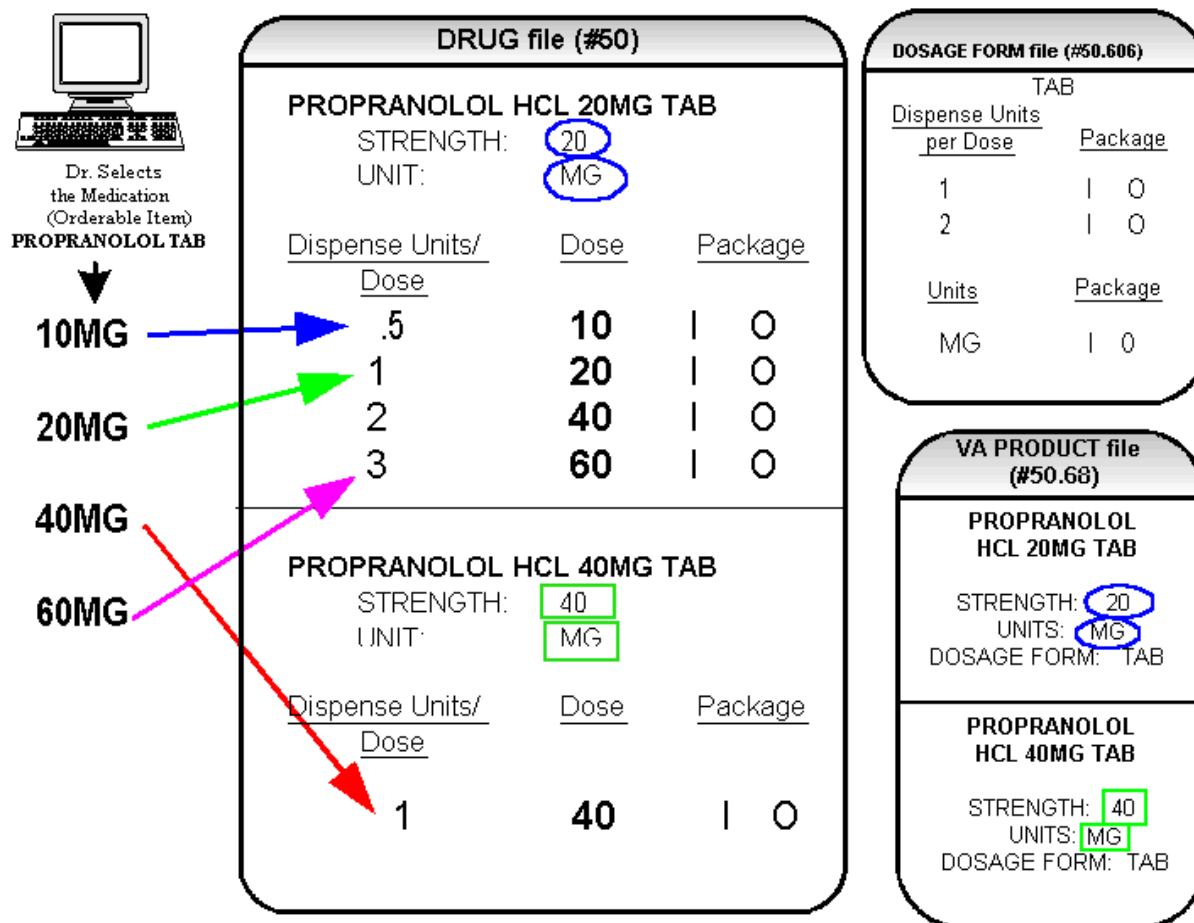 Dr. Selects
the Medication
(Orderable Item)
PROPRANOLOL TAB
10MG
20MG
40MG
60MG
DRUG file (#50)
PROPRANOLOL HCL 20MG TAB
STRENGTH: 20
UNIT: MG
Dispense Units/ Dose Package
Dose
.5 10 I O
1 20 I O
2 40 I O
3 60 I O
PROPRANOLOL HCL 40MG TAB
STRENGTH: 40
UNIT: MG
Dispense Units/ Dose Package
Dose
1 40 I O
DOSAGE FORM file (#50.606)
TAB
Dispense Units
per Dose Package
1 I O
2 I O
Units Package
MG I 0
VA PRODUCT file
(#50.68)
PROPRANOLOL
HCL 20MG TAB
STRENGTH: 20
UNITS: MG
DOSAGE FORM: TAB
PROPRANOLOL
HCL 40MG TAB
STRENGTH: 40
UNITS: MG
DOSAGE FORM: TAB